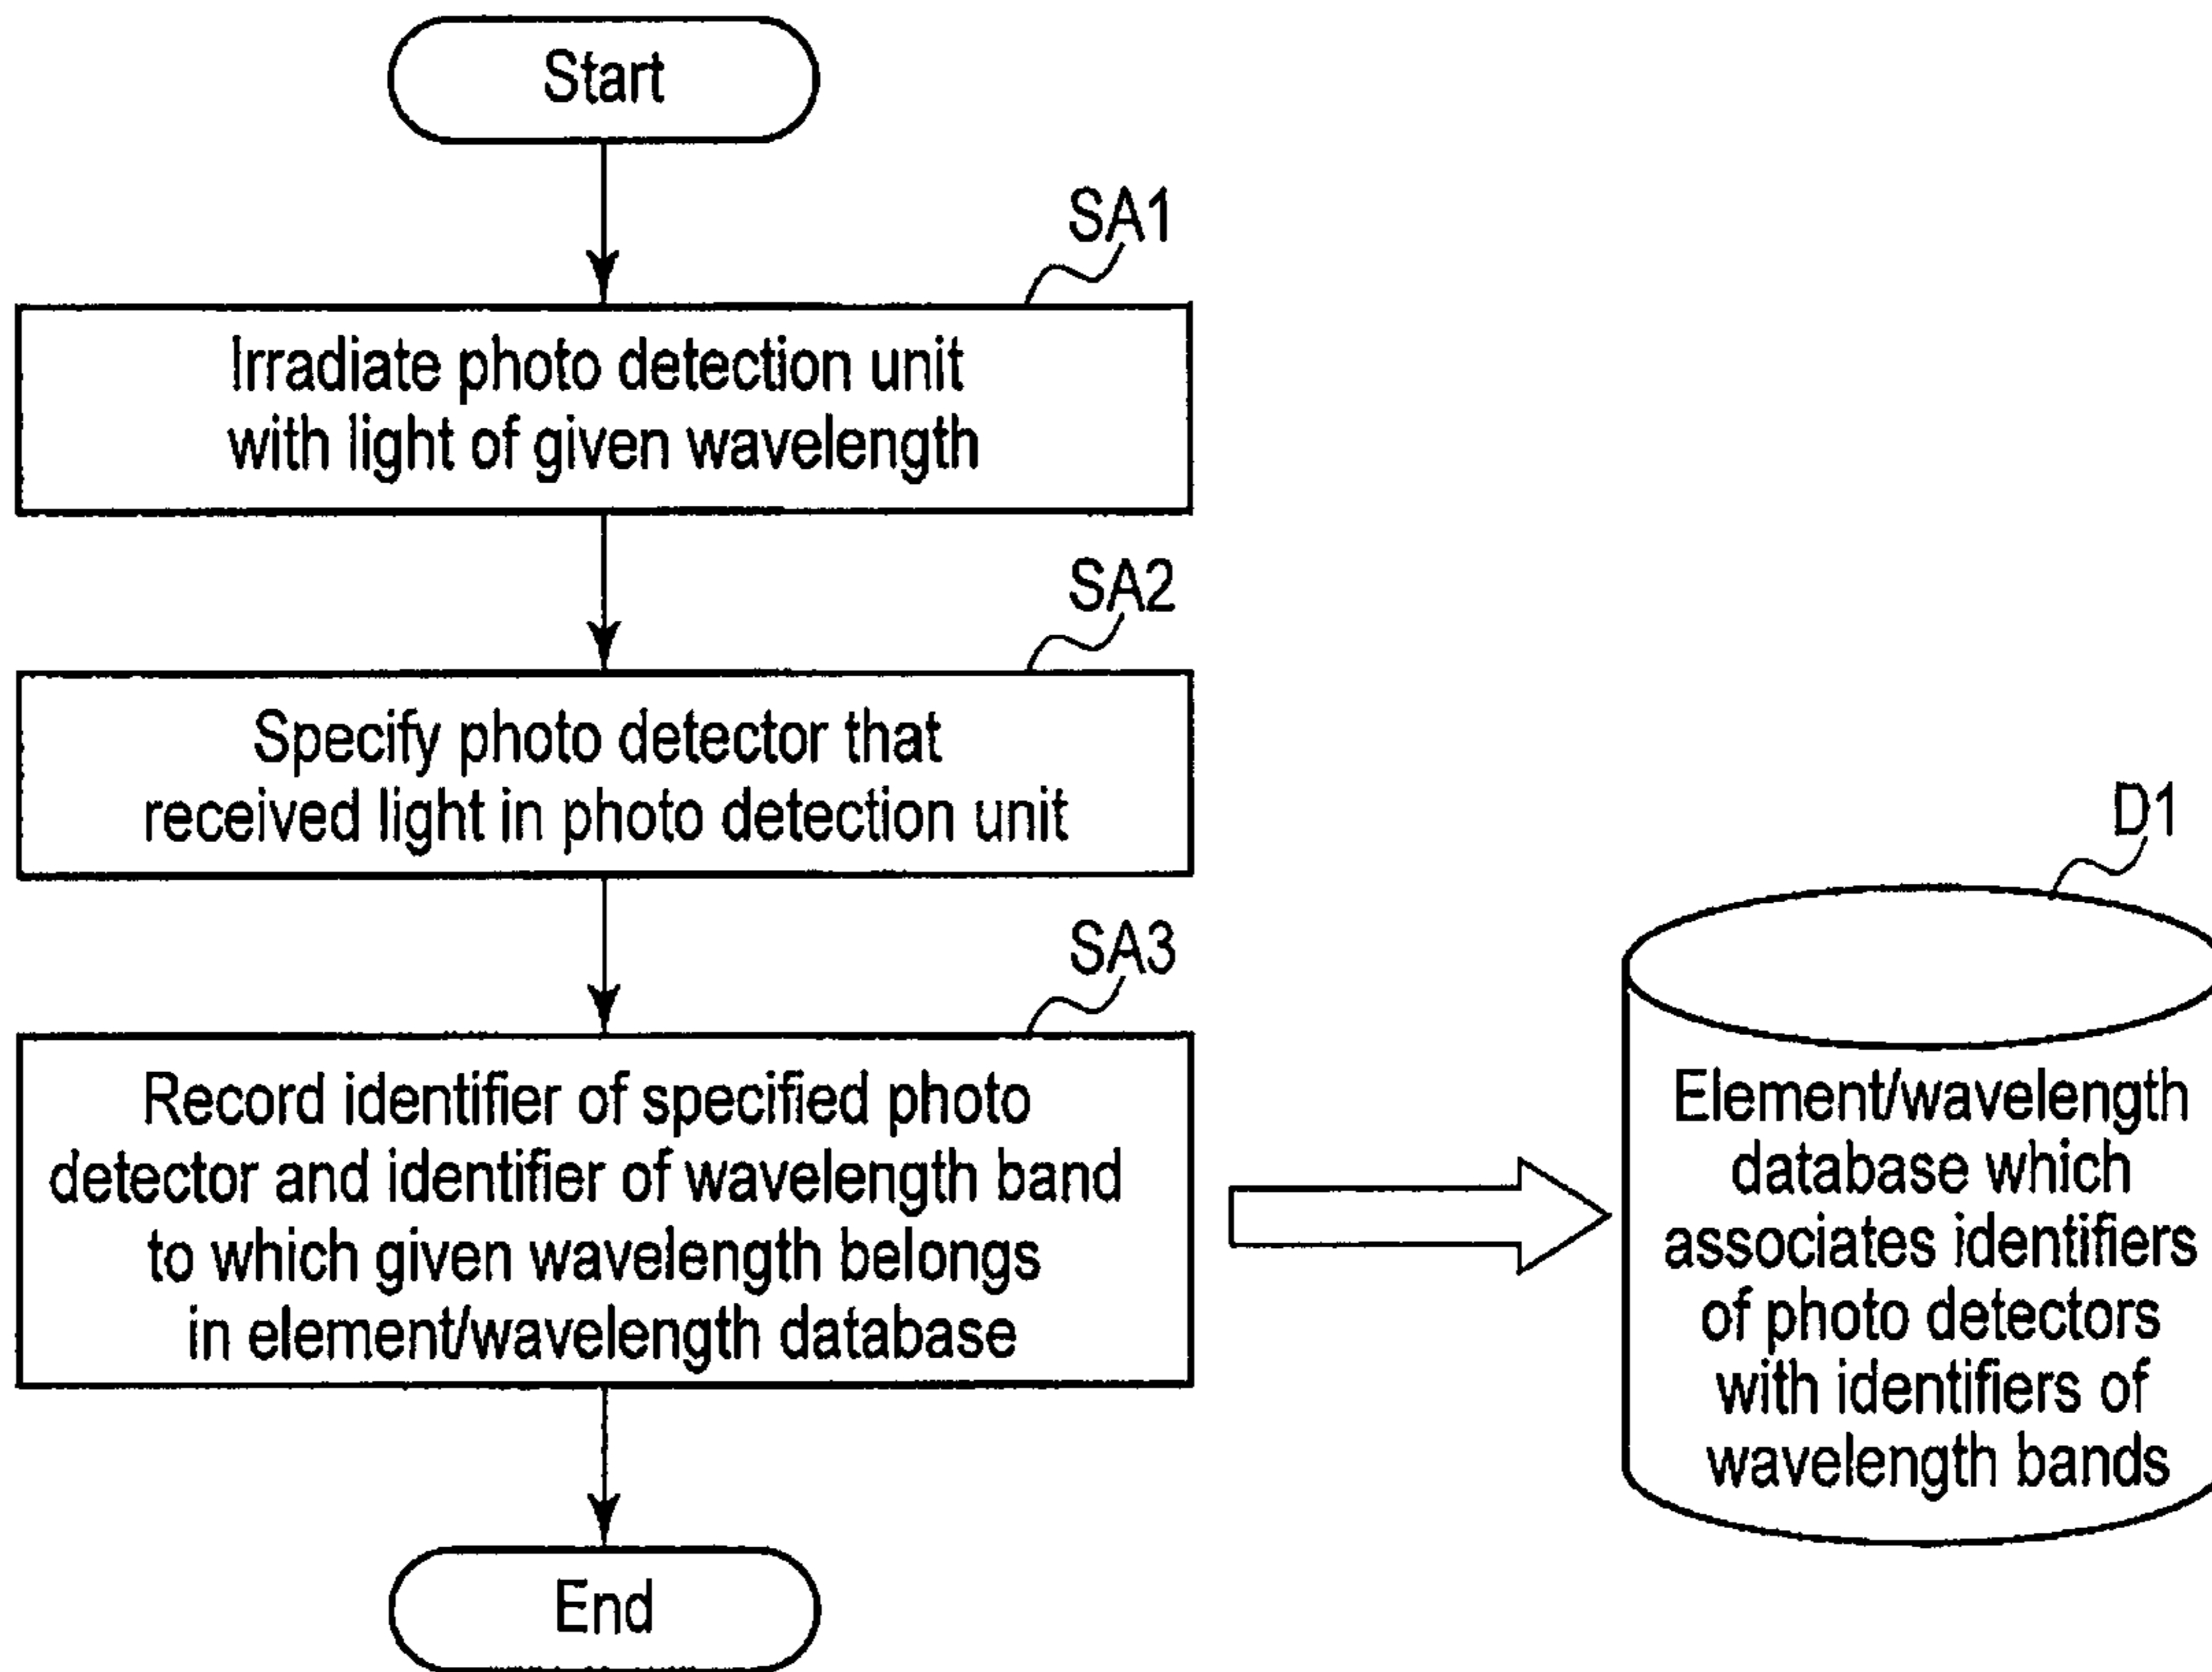 Start
SA1
Irradiate photo detection unit
with light of given wavelength
SA2
Specify photo detector that
received light in photo detection unit
SA3
Record identifier of specified photo
detector and identifier of wavelength band
to which given wavelength belongs
in element/wavelength database
End
D1
Element/wavelength
database which
associates identifiers
of photo detectors
with identifiers of
wavelength bands